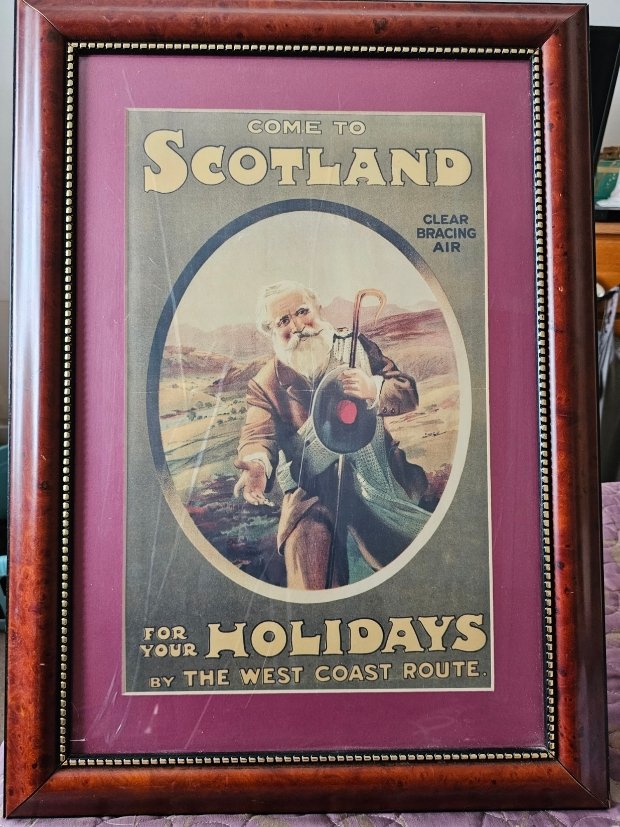 COME TO
SCOTLAND
CLEAR
BRACING
AIR
FOR
YOUR HOLIDAYS
BY THE WEST COAST ROUTE.